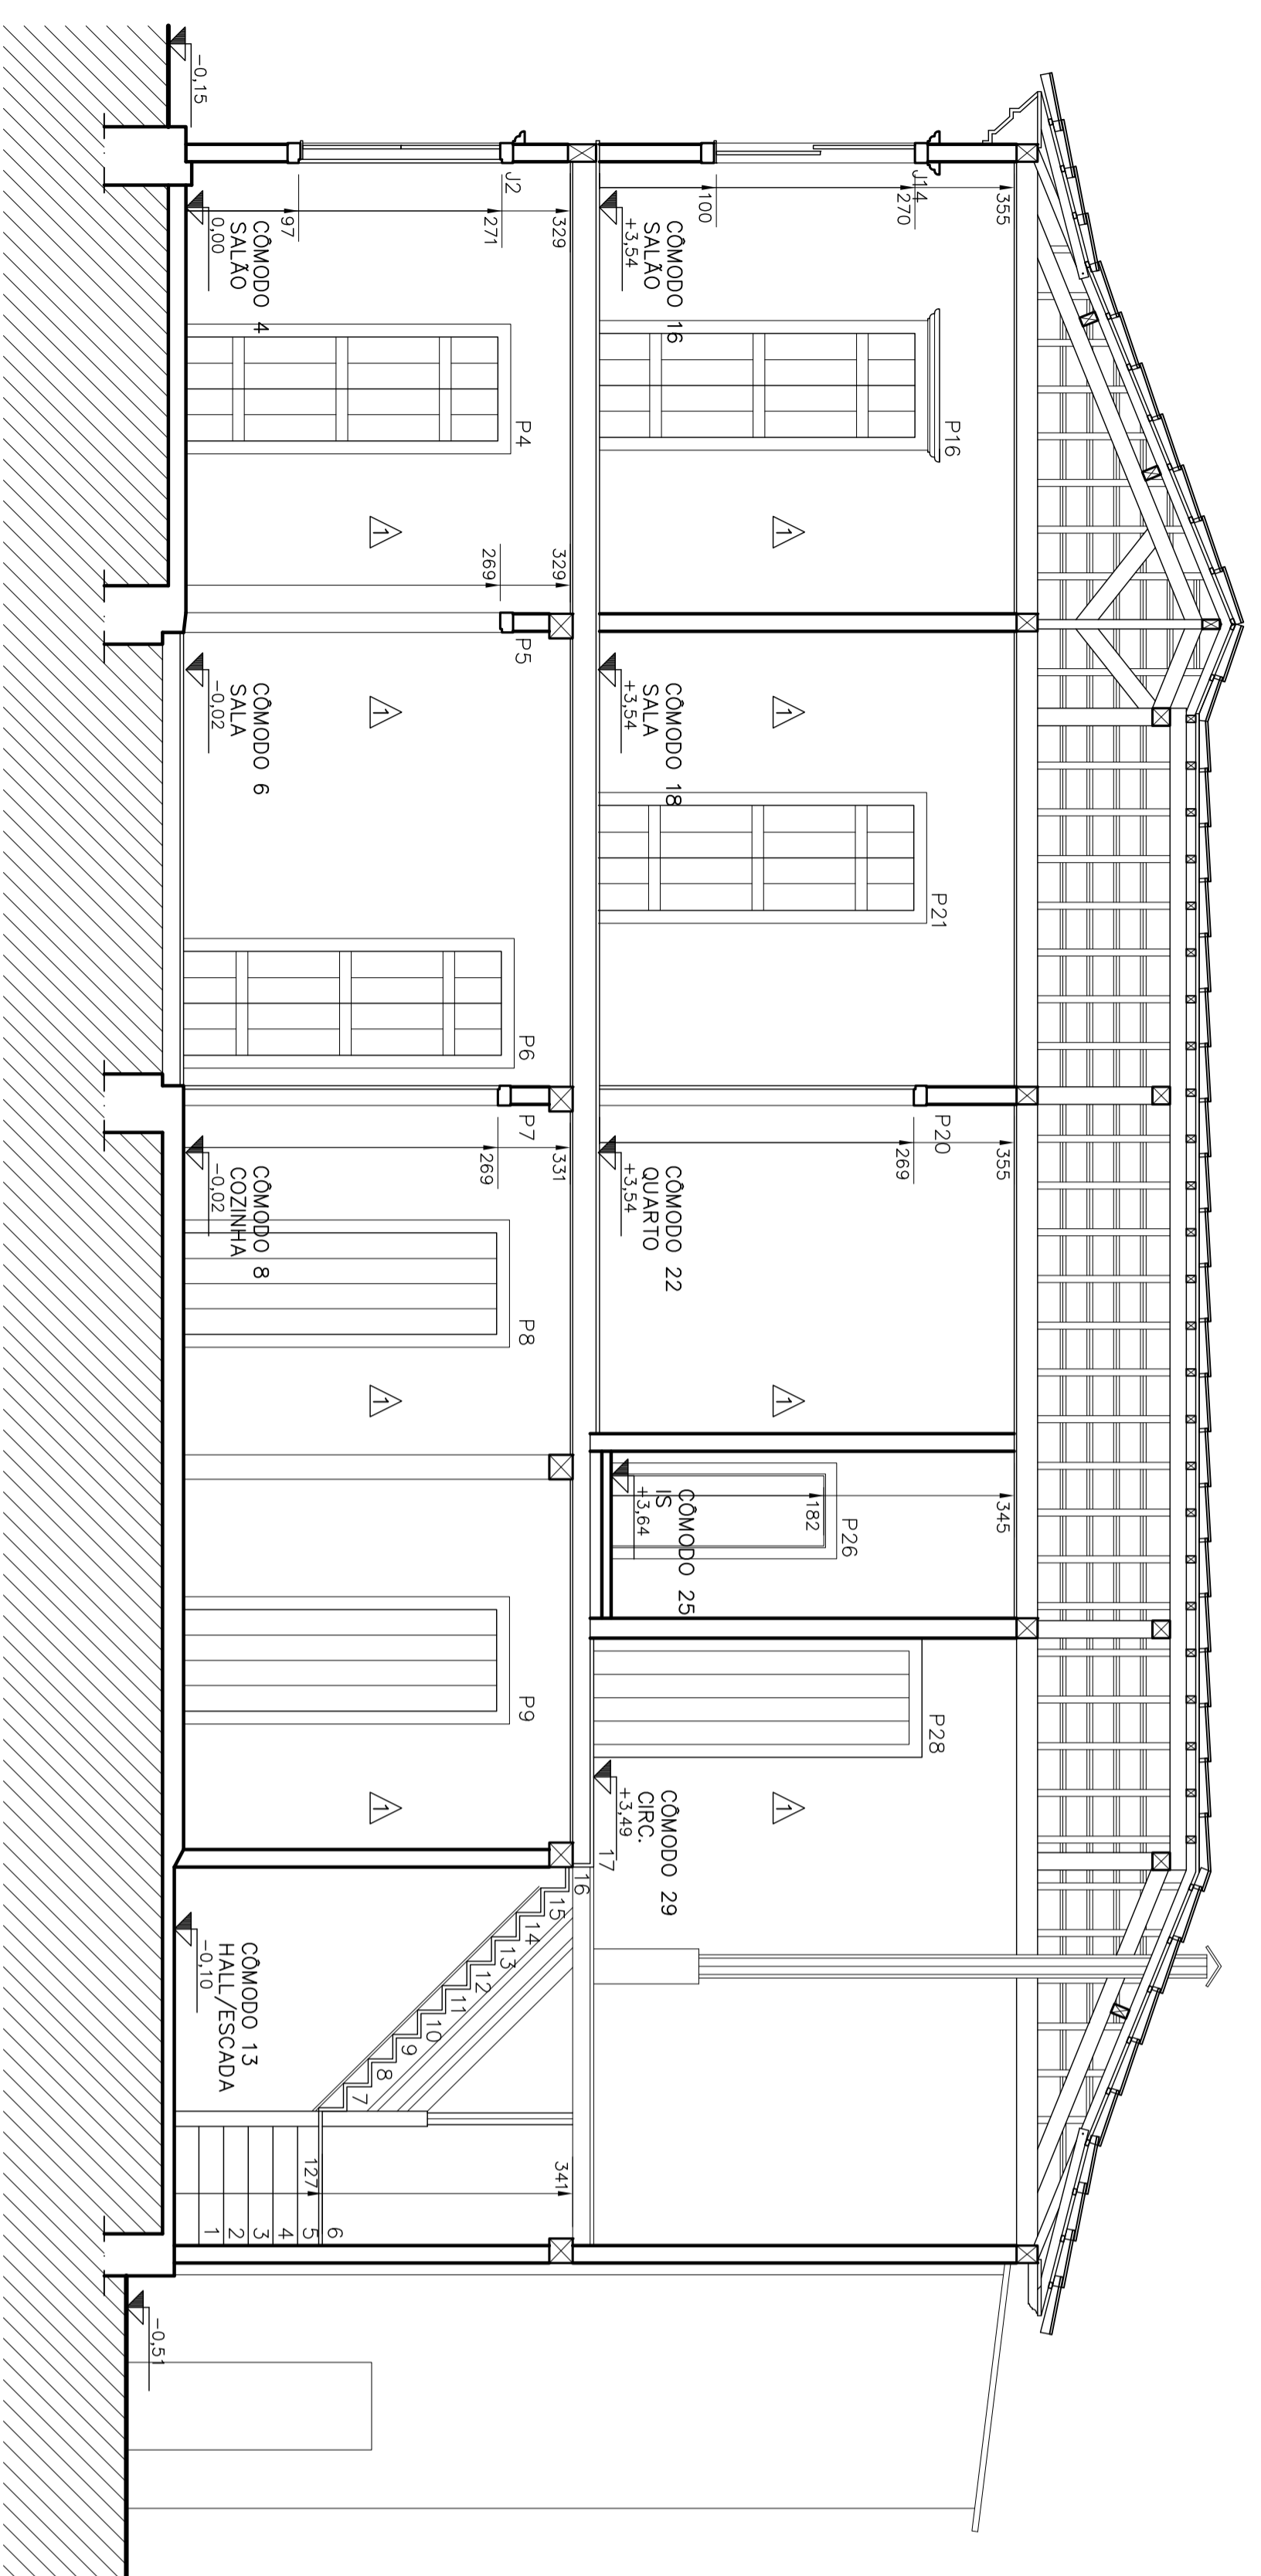 355
J14
270
100
CÔMODO 16
SALÃO
+3,54
P16
1
CÔMODO 18
SALA
+3,54
1
P21
P20
355
269
CÔMODO 22
QUARTO
+3,54
1
345
P26
182
CÔMODO 25
IS
+3,64
P28
CÔMODO 29
CIRC.
+3,49
1
17
-0,15
J2
329
271
97
CÔMODO 4
SALÃO
0,00
P4
1
329
269
P5
CÔMODO 6
SALA
-0,02
1
P6
P7
331
269
CÔMODO 8
COZINHA
-0,02
P8
1
P9
1
16
15
14
13
12
11
10
9
8
7
CÔMODO 13
HALL/ESCADA
-0,10
341
127
6
5
4
3
2
1
-0,51